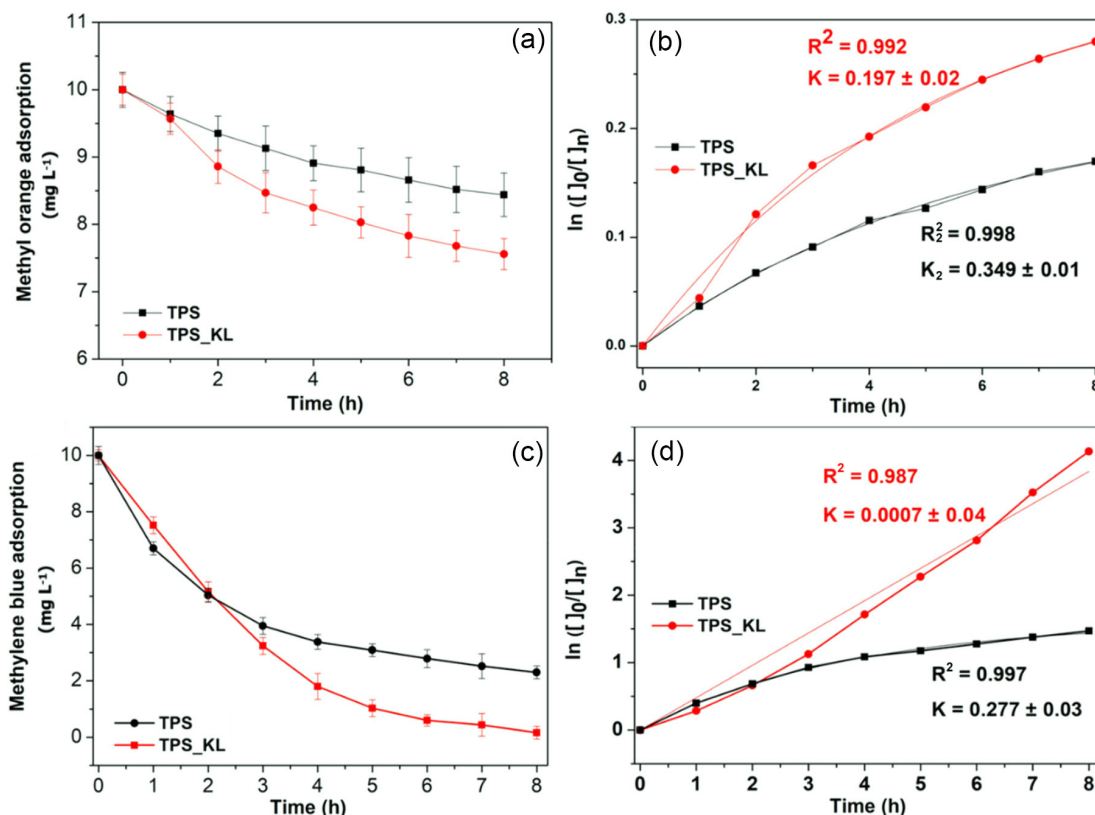 (a)
Methyl orange adsorption
(mg L⁻¹)
10
9
8
7
6
TPS
TPS_KL
0 2 4 6 8
Time (h)
(b)
ln ([ ]₀/[ ]ₙ)
0.3
0.2
0.1
0.0
R² = 0.992
K = 0.197 ± 0.02
TPS
TPS_KL
R₂² = 0.998
K₂ = 0.349 ± 0.01
0 2 4 6 8
Time (h)
(c)
Methylene blue adsorption
(mg L⁻¹)
10
8
6
4
2
0
TPS
TPS_KL
0 1 2 3 4 5 6 7 8
Time (h)
(d)
ln ([ ]₀/[ ]ₙ)
4
3
2
1
0
R² = 0.987
K = 0.0007 ± 0.04
TPS
TPS_KL
R² = 0.997
K = 0.277 ± 0.03
0 1 2 3 4 5 6 7 8
Time (h)